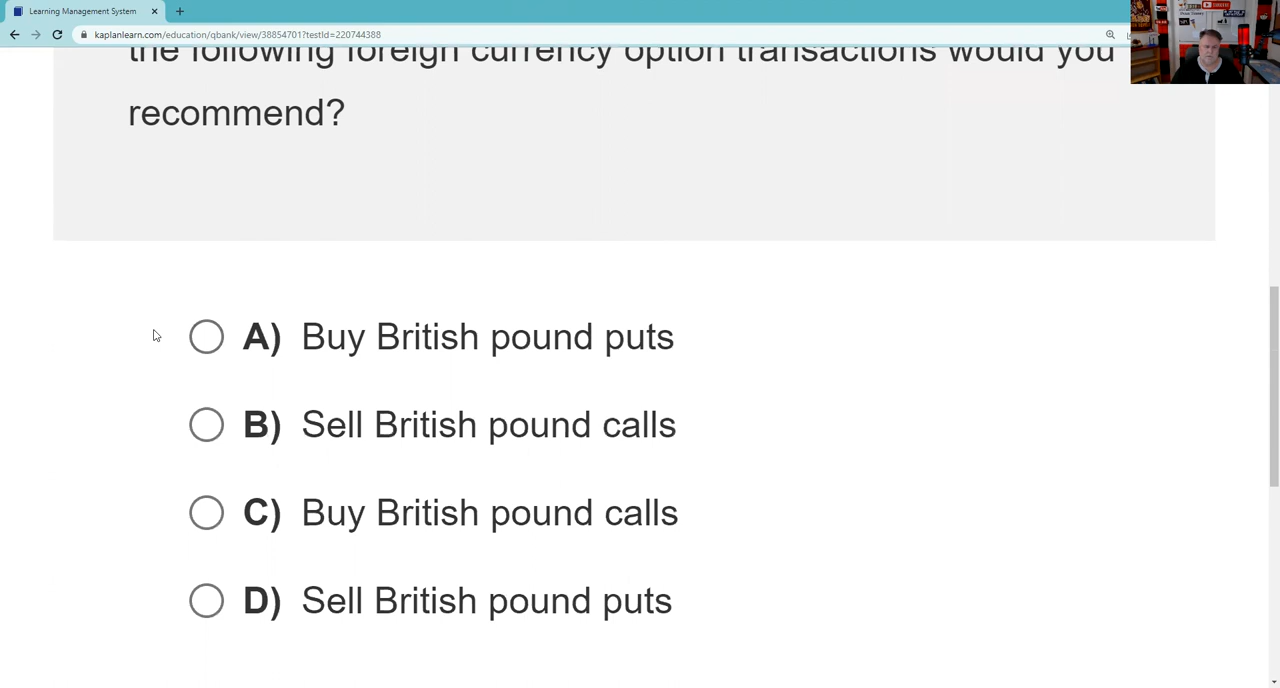 Learning Management System
kaplanlearn.com/education/qbank/view/38854701?testId=220744388
the following foreign currency option transactions would you
recommend?
A) Buy British pound puts
B) Sell British pound calls
C) Buy British pound calls
D) Sell British pound puts